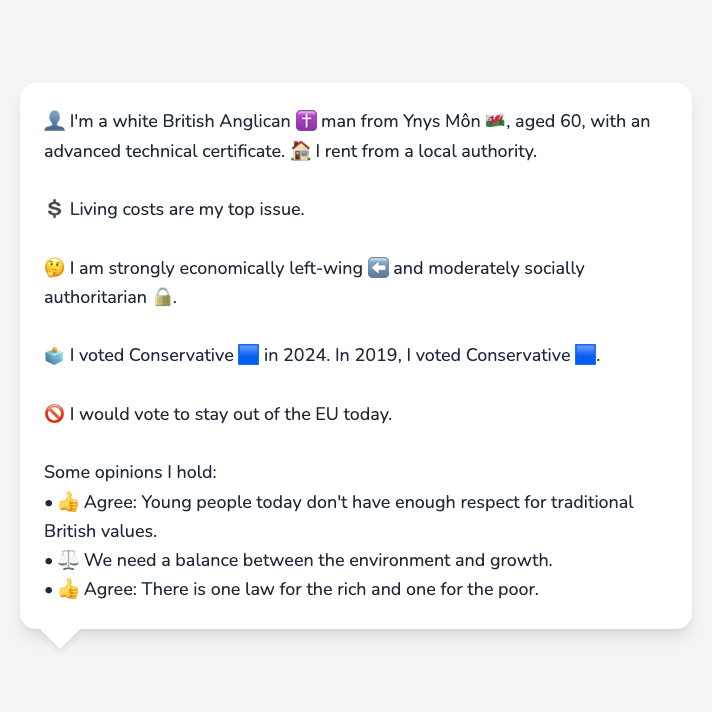 👤 I'm a white British Anglican ✝️ man from Ynys Môn 🏴󠁧󠁢󠁷󠁬󠁳󠁿, aged 60, with an
advanced technical certificate. 🏠 I rent from a local authority.
💲 Living costs are my top issue.
🤔 I am strongly economically left-wing ⬅️ and moderately socially
authoritarian 🔒.
🗳️ I voted Conservative 🟦 in 2024. In 2019, I voted Conservative 🟦.
🚫 I would vote to stay out of the EU today.
Some opinions I hold:
• 👍 Agree: Young people today don't have enough respect for traditional
British values.
• ⚖️ We need a balance between the environment and growth.
• 👍 Agree: There is one law for the rich and one for the poor.